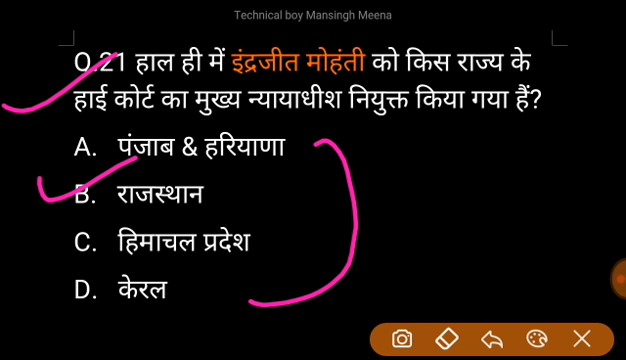 Technical boy Mansingh Meena
Q.21 हाल ही में इंद्रजीत मोहंती को किस राज्य के
हाई कोर्ट का मुख्य न्यायाधीश नियुक्त किया गया हैं?
A. पंजाब & हरियाणा
B. राजस्थान
C. हिमाचल प्रदेश
D. केरल